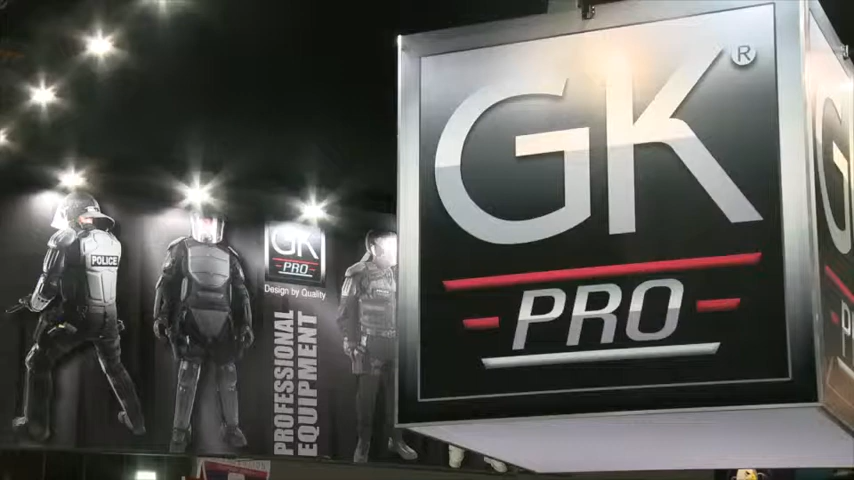 GK®
PRO
POLICE
GK
PRO
Design by Quality
PROFESSIONAL
EQUIPMENT